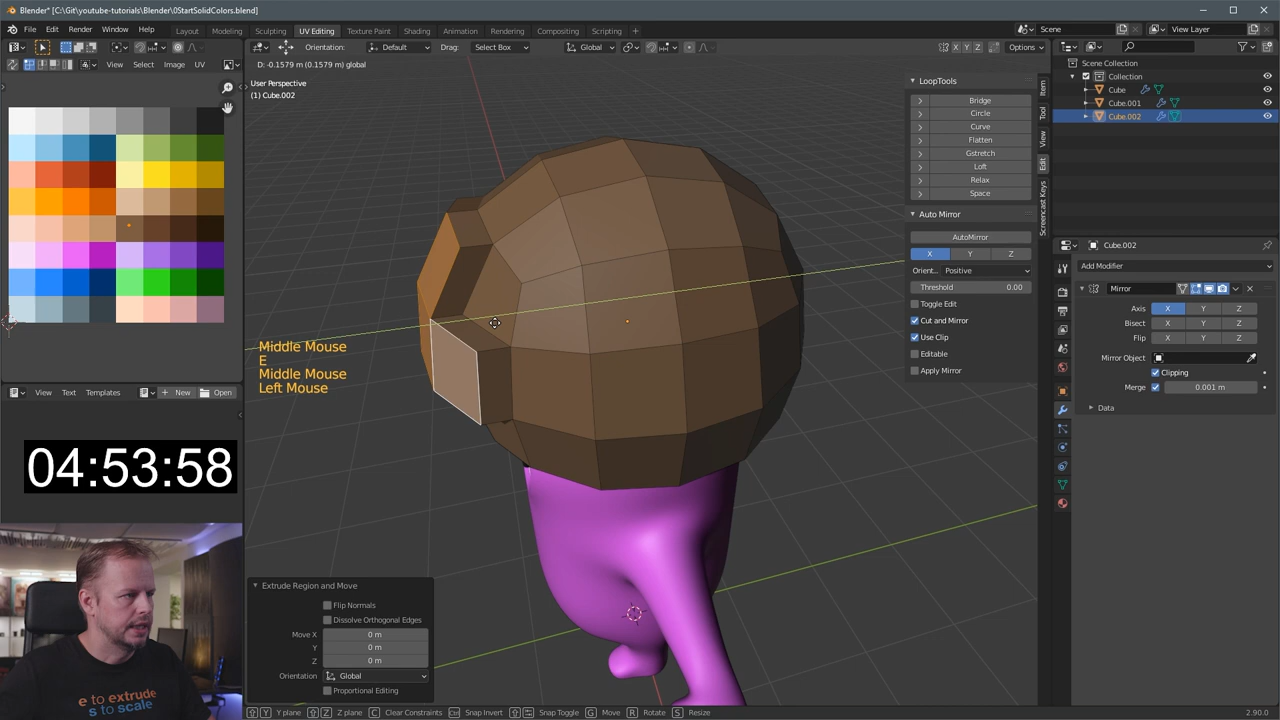 Blender* [C:\Git\youtube-tutorials\Blender\0StartSolidColors.blend]
File Edit Render Window Help Layout Modeling Sculpting UV Editing Texture Paint Shading Animation Rendering Compositing Scripting + Scene View Layer
Orientation: Default Drag: Select Box Global X Y Z Options
View Select Image UV
D: -0.1579 m (0.1579 m) global
User Perspective
(1) Cube.002
Scene Collection
Collection
Cube
Cube.001
Cube.002
LoopTools
Bridge
Circle
Curve
Flatten
Gstretch
Loft
Relax
Space
Auto Mirror
AutoMirror
X Y Z
Orient.. Positive
Threshold 0.00
Toggle Edit
Cut and Mirror
Use Clip
Editable
Apply Mirror
Item
Tool
View
Edit
Screencast Keys
Cube.002
Add Modifier
Mirror
Axis X Y Z
Bisect X Y Z
Flip X Y Z
Mirror Object
Clipping
Merge 0.001 m
Data
Middle Mouse
E
Middle Mouse
Left Mouse
View Text Templates + New Open
04:53:58
e to extrude
s to scale
Extrude Region and Move
Flip Normals
Dissolve Orthogonal Edges
Move X 0 m
Y 0 m
Z 0 m
Orientation Global
Proportional Editing
Y Y plane Z Z plane C Clear Constraints Ctrl Snap Invert Snap Toggle G Move R Rotate S Resize
2.90.0